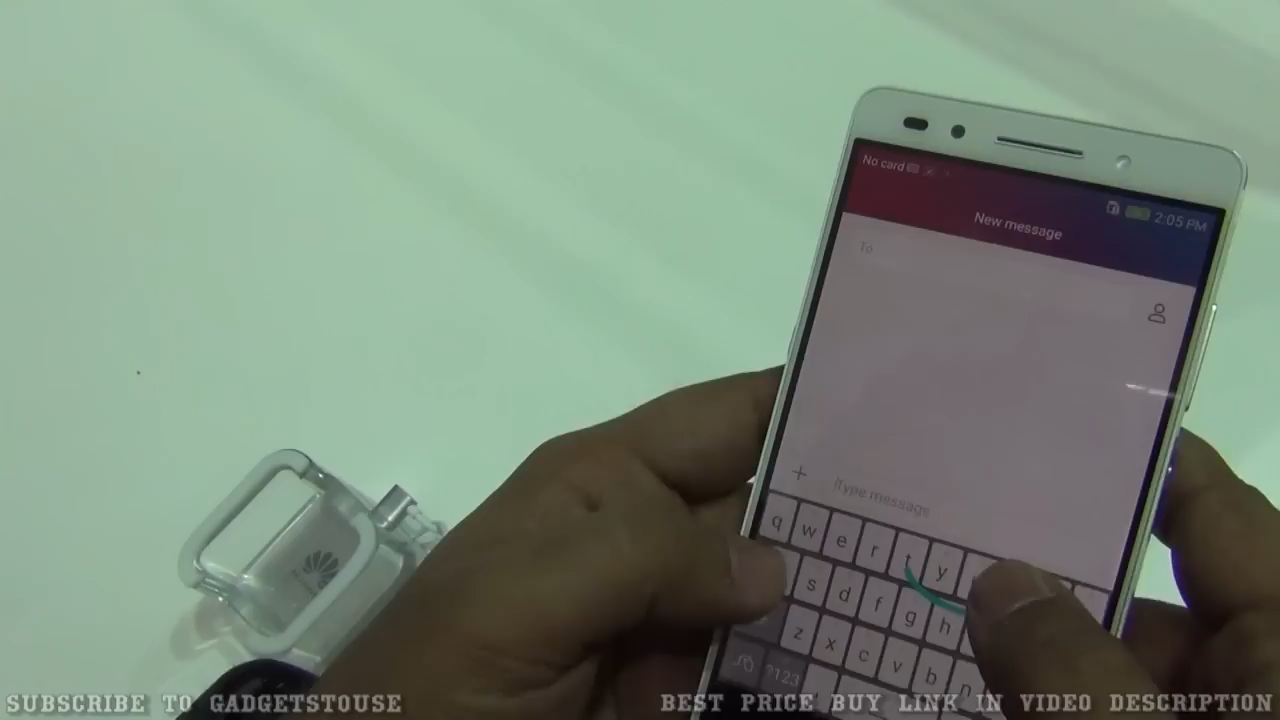 No card
2:05 PM
New message
To
Type message
q w e r t y
s d f g h
z x c v b n
?123
SUBSCRIBE TO GADGETSTOUSE
BEST PRICE BUY LINK IN VIDEO DESCRIPTION